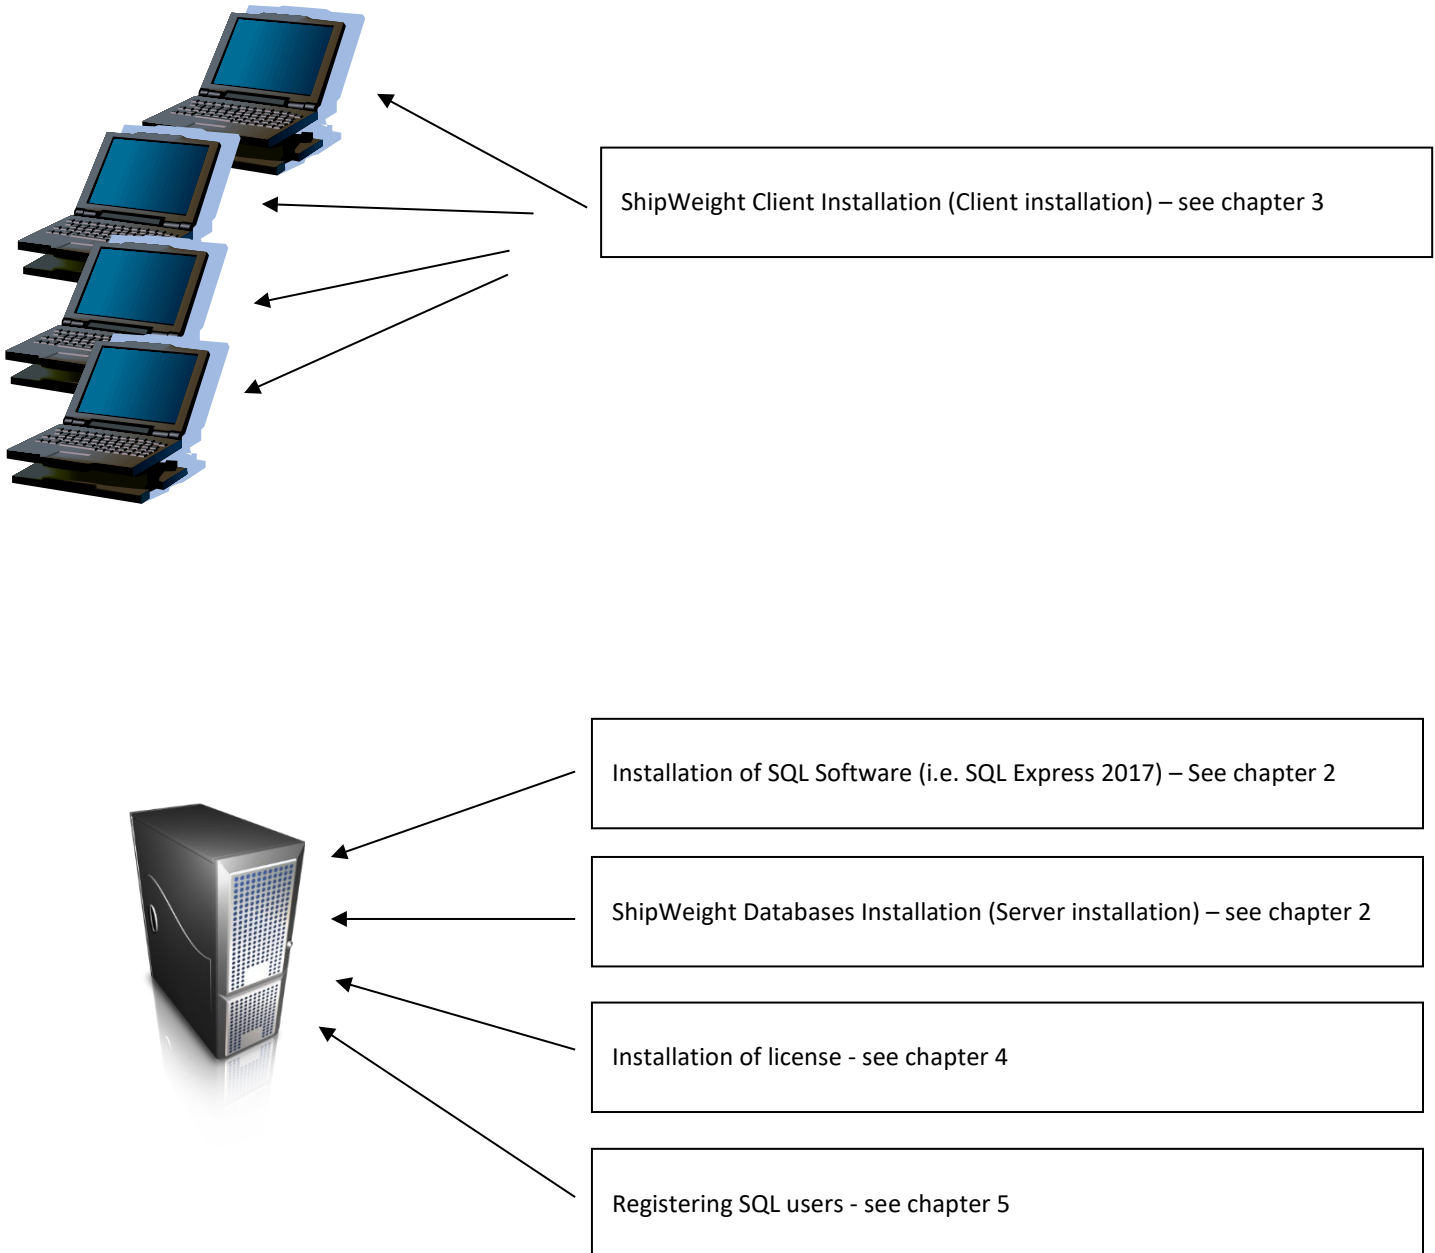 ShipWeight Client Installation (Client installation) – see chapter 3
Installation of SQL Software (i.e. SQL Express 2017) – See chapter 2
ShipWeight Databases Installation (Server installation) – see chapter 2
Installation of license - see chapter 4
Registering SQL users - see chapter 5